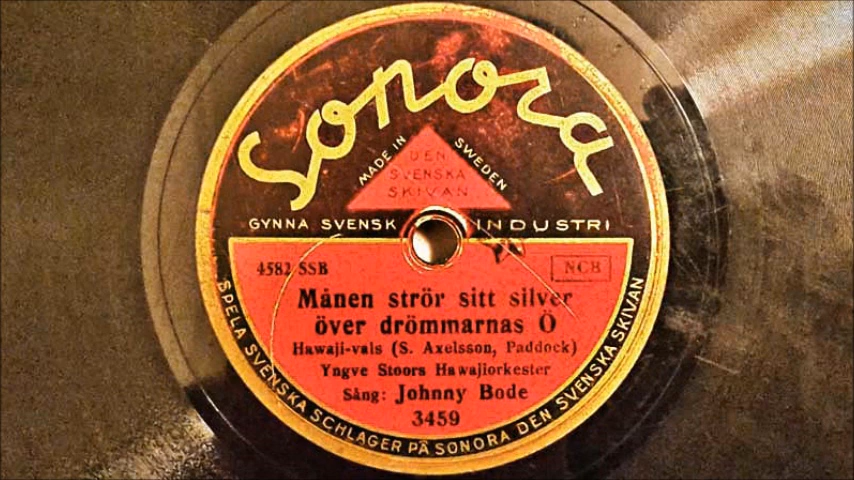 Sonora
MADE IN SWEDEN
DEN
SVENSKA
SKIVAN
GYNNA SVENSK INDUSTRI
4582 SSB
NCB
Månen strör sitt silver
över drömmarnas Ö
Hawaji-vals (S. Axelsson, Paddock)
Yngve Stoors Hawajiorkester
Sång: Johnny Bode
3459
SPELA SVENSKA SCHLAGER PÅ SONORA DEN SVENSKA SKIVAN